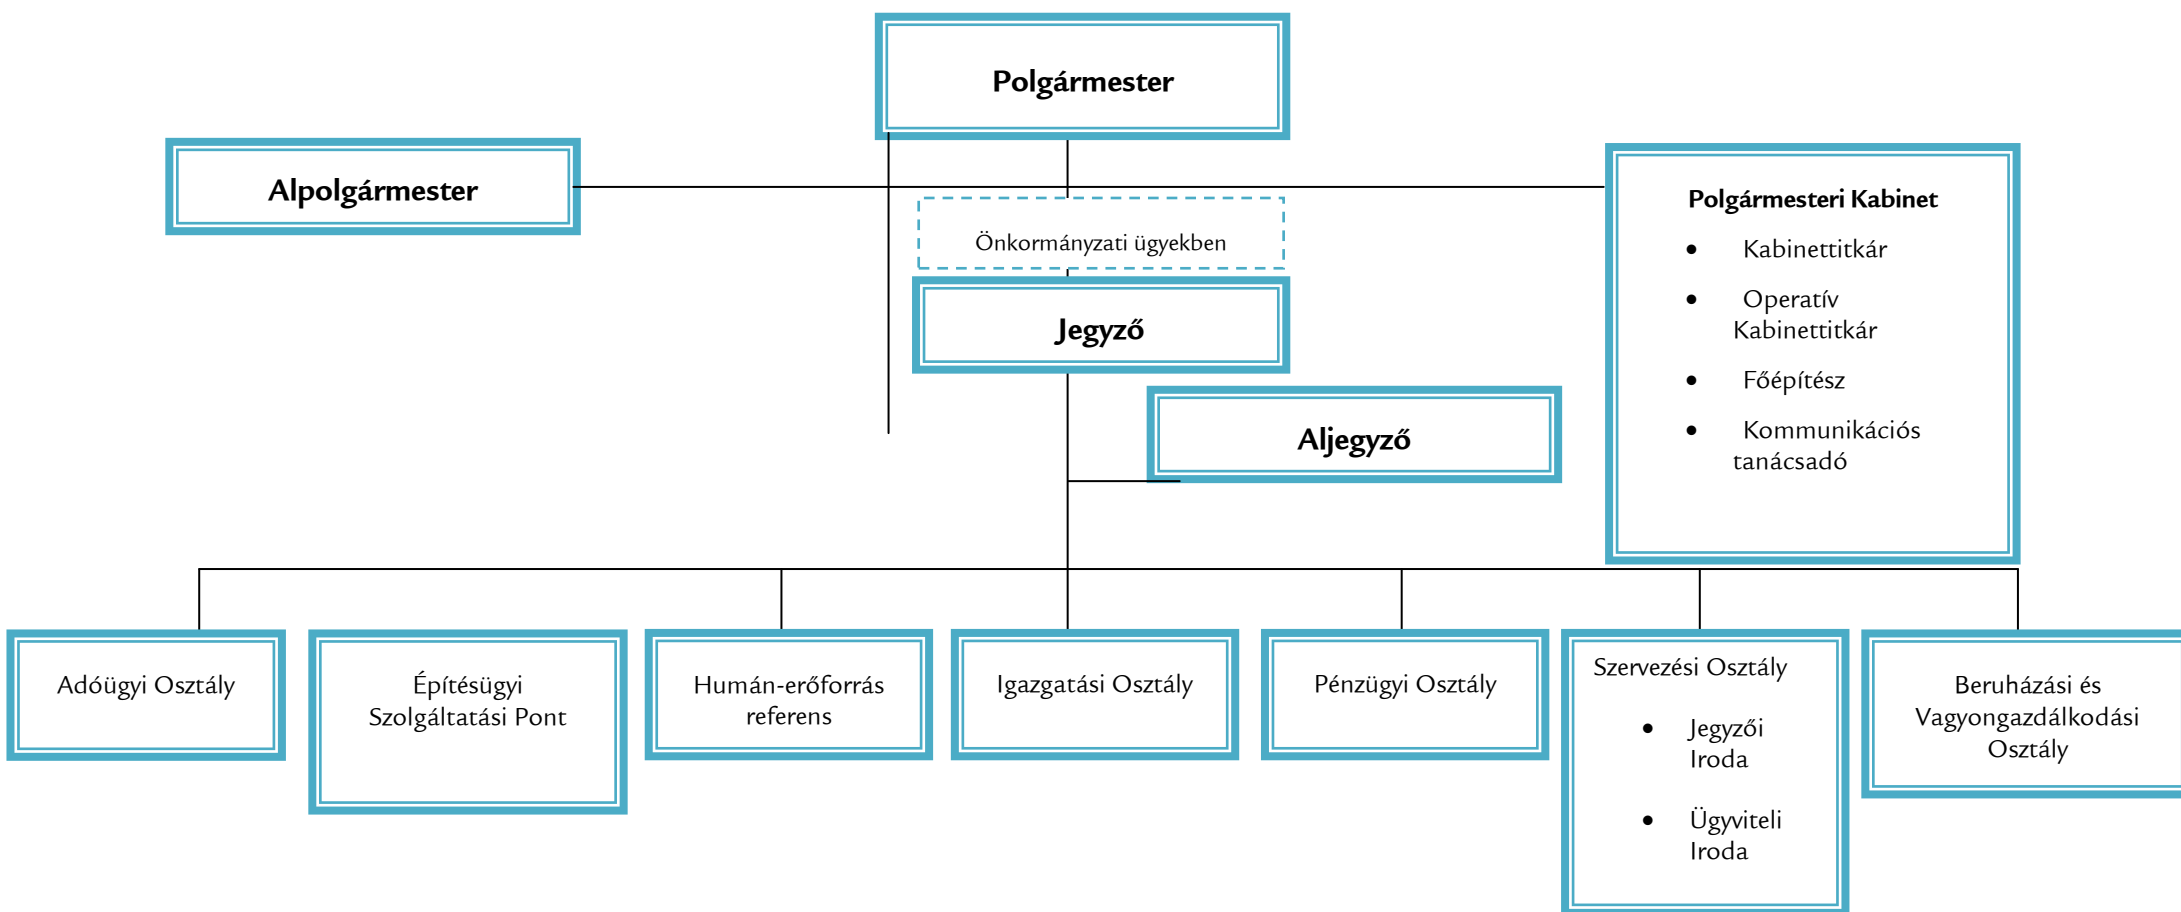 Polgármester
Alpolgármester
Polgármesteri Kabinet
• Kabinettitkár
• Operatív
Kabinettitkár
• Főépítész
• Kommunikációs
tanácsadó
Önkormányzati ügyekben
Jegyző
Aljegyző
Adóügyi Osztály
Építésügyi
Szolgáltatási Pont
Humán-erőforrás
referens
Igazgatási Osztály
Pénzügyi Osztály
Szervezési Osztály
• Jegyzői
Iroda
• Ügyviteli
Iroda
Beruházási és
Vagyongazdálkodási
Osztály